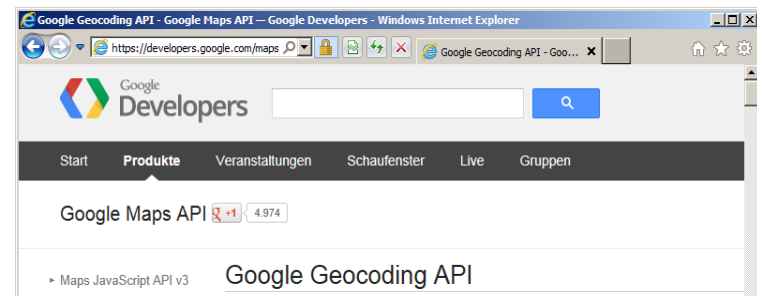 Google Geocoding API - Google Maps API — Google Developers - Windows Internet Explorer
https://developers.google.com/maps
Google Geocoding API - Goo...
Google
Developers
Start Produkte Veranstaltungen Schaufenster Live Gruppen
Google Maps API g +1 4.974
Maps JavaScript API v3 Google Geocoding API